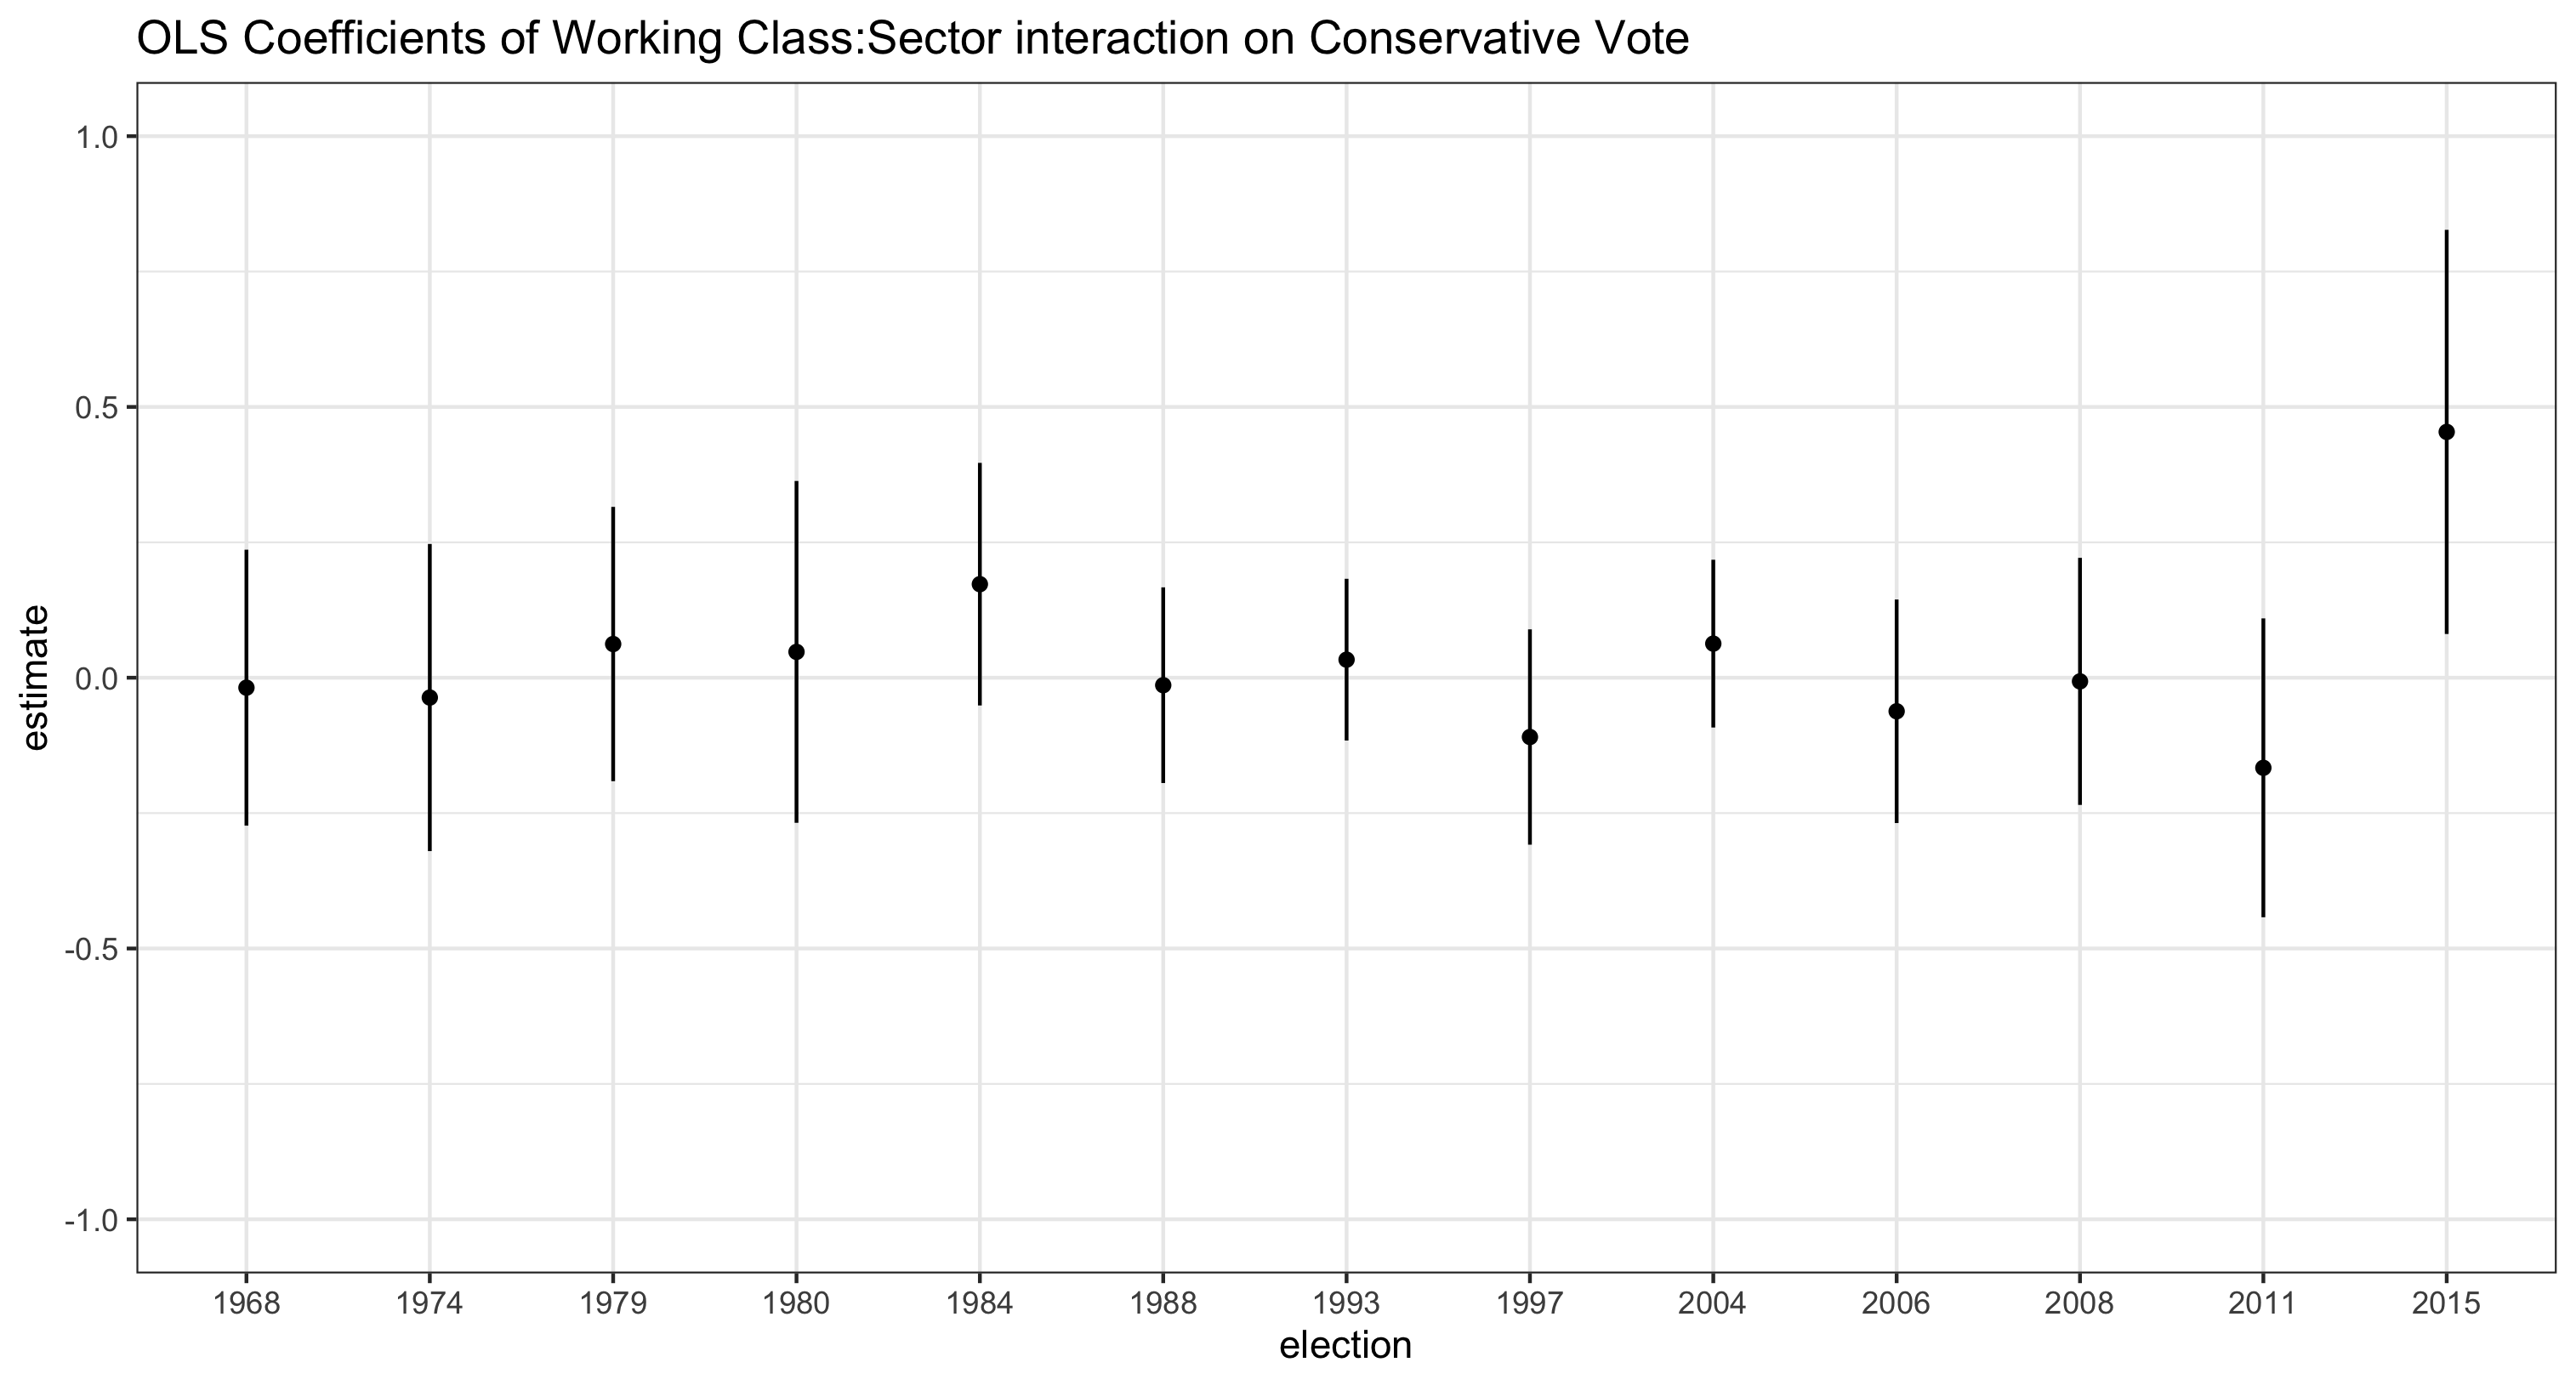 OLS Coefficients of Working Class:Sector interaction on Conservative Vote
1.0
0.5
0.0
-0.5
-1.0
estimate
1968 1974 1979 1980 1984 1988 1993 1997 2004 2006 2008 2011 2015
election